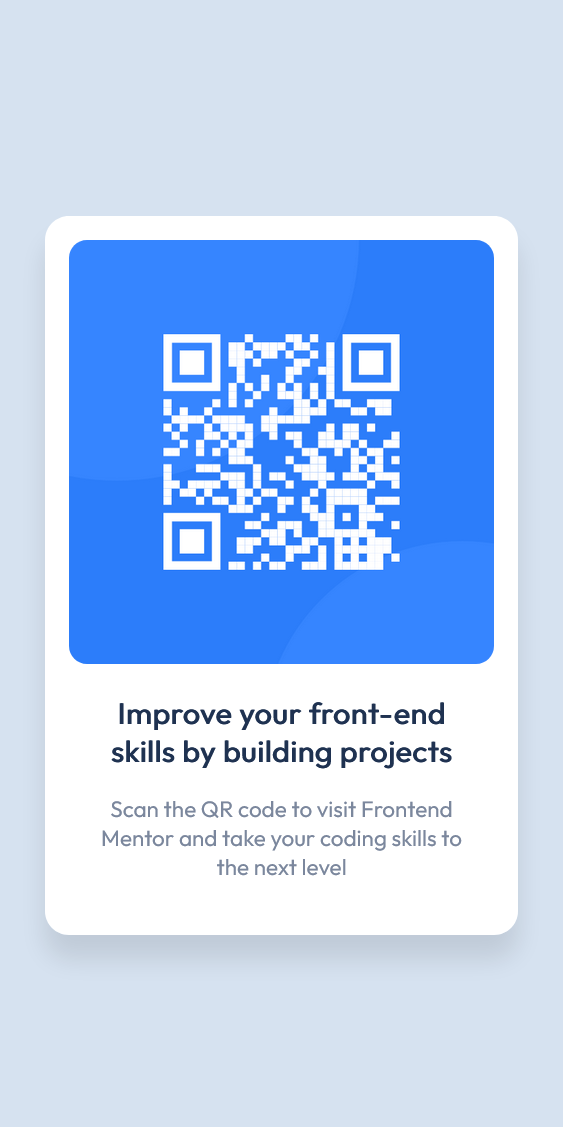 Improve your front-end
skills by building projects
Scan the QR code to visit Frontend
Mentor and take your coding skills to
the next level